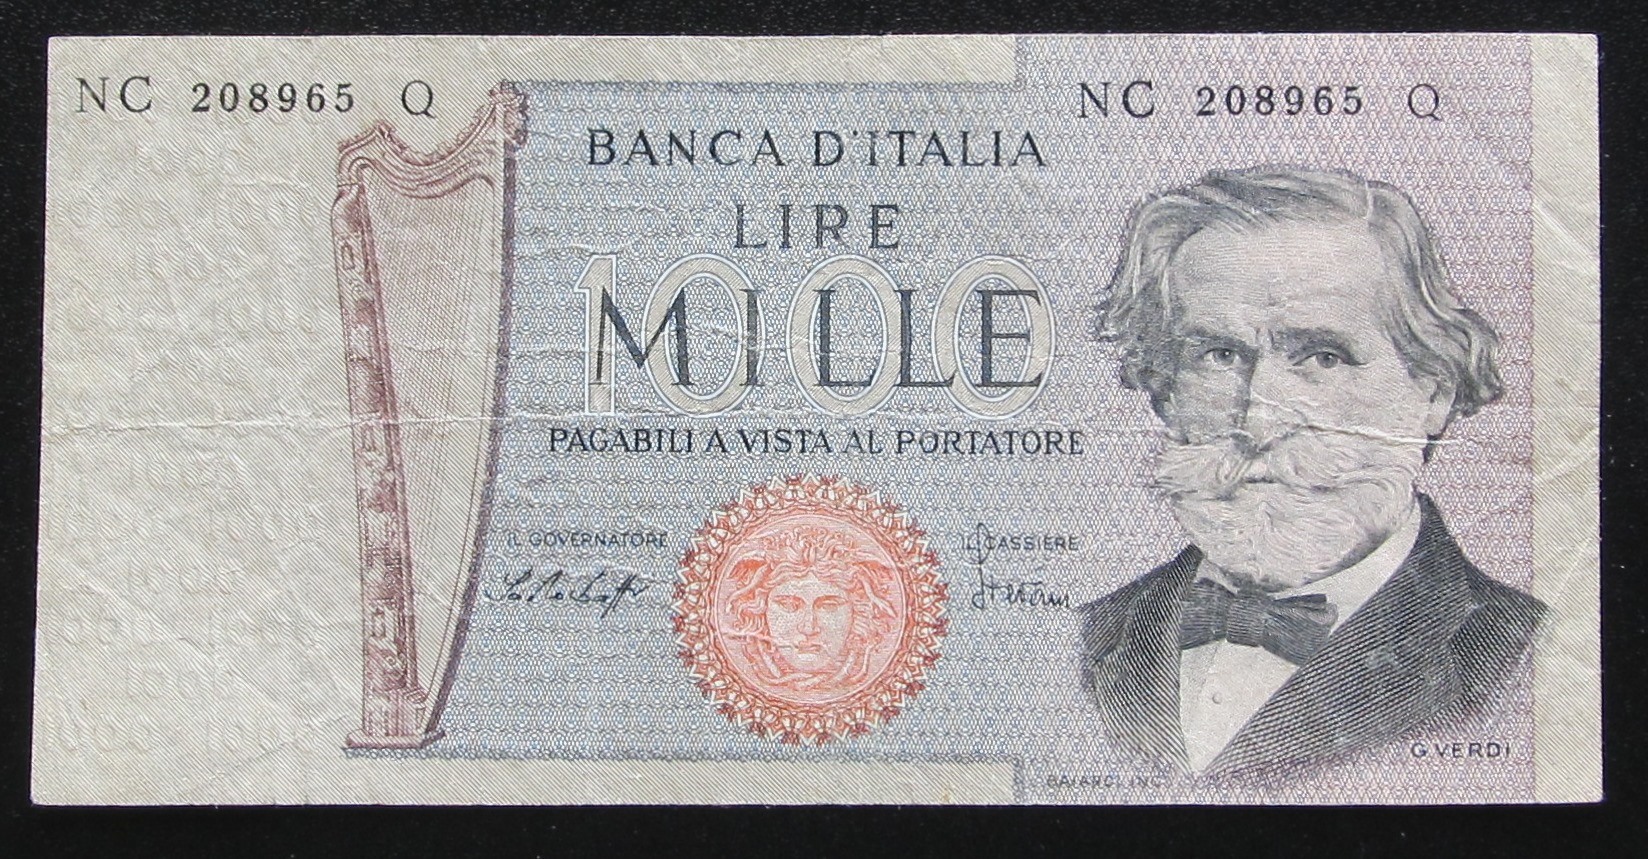 NC 208965 Q
NC 208965 Q
BANCA D'ITALIA
LIRE
1000
MILLE
PAGABILI A VISTA AL PORTATORE
IL GOVERNATORE
IL CASSIERE
G. VERDI